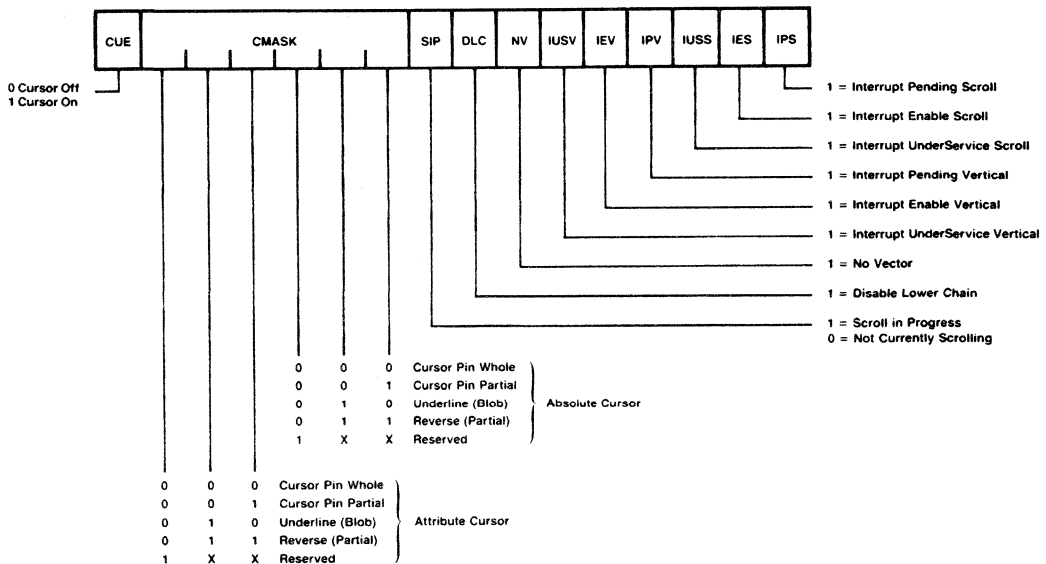 CUE CMASK SIP DLC NV IUSV IEV IPV IUSS IES IPS
0 Cursor Off
1 Cursor On
1 = Interrupt Pending Scroll
1 = Interrupt Enable Scroll
1 = Interrupt UnderService Scroll
1 = Interrupt Pending Vertical
1 = Interrupt Enable Vertical
1 = Interrupt UnderService Vertical
1 = No Vector
1 = Disable Lower Chain
1 = Scroll in Progress
0 = Not Currently Scrolling
0 0 0 Cursor Pin Whole
0 0 1 Cursor Pin Partial
0 1 0 Underline (Blob) Absolute Cursor
0 1 1 Reverse (Partial)
1 X X Reserved
0 0 0 Cursor Pin Whole
0 0 1 Cursor Pin Partial
0 1 0 Underline (Blob) Attribute Cursor
0 1 1 Reverse (Partial)
1 X X Reserved